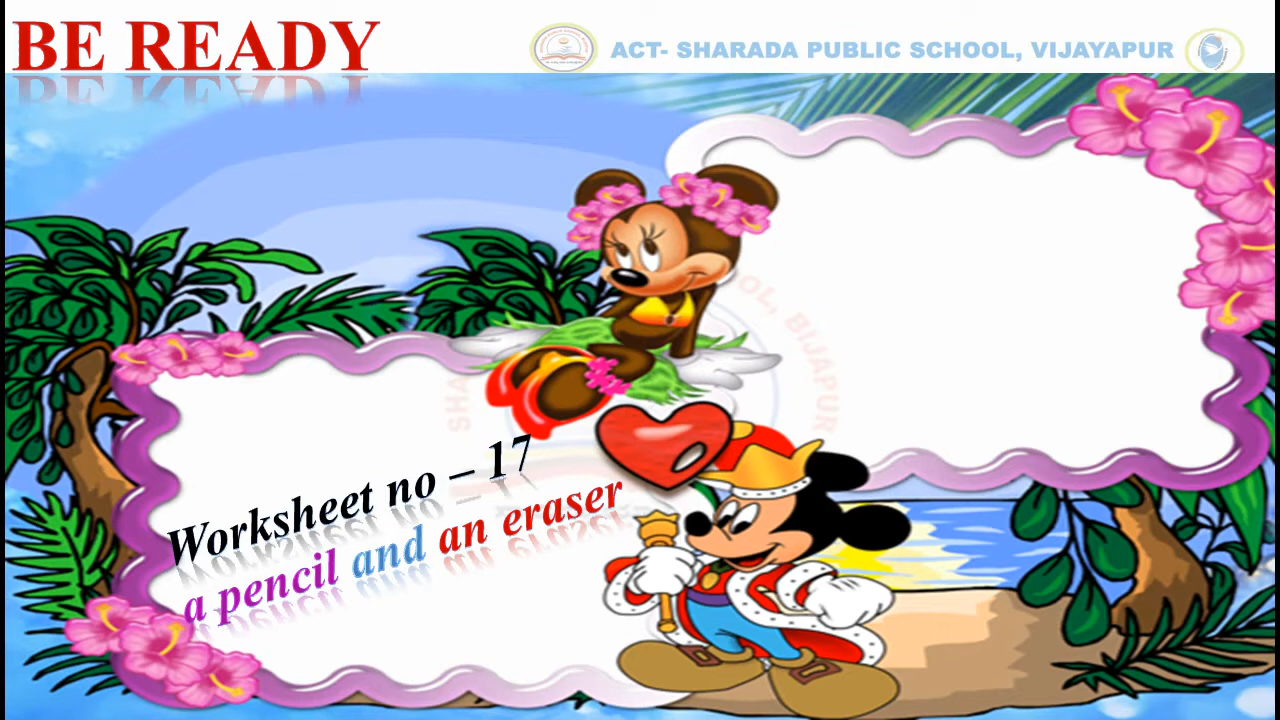 BE READY
ACT- SHARADA PUBLIC SCHOOL, VIJAYAPUR
Worksheet no – 17
a pencil and an eraser